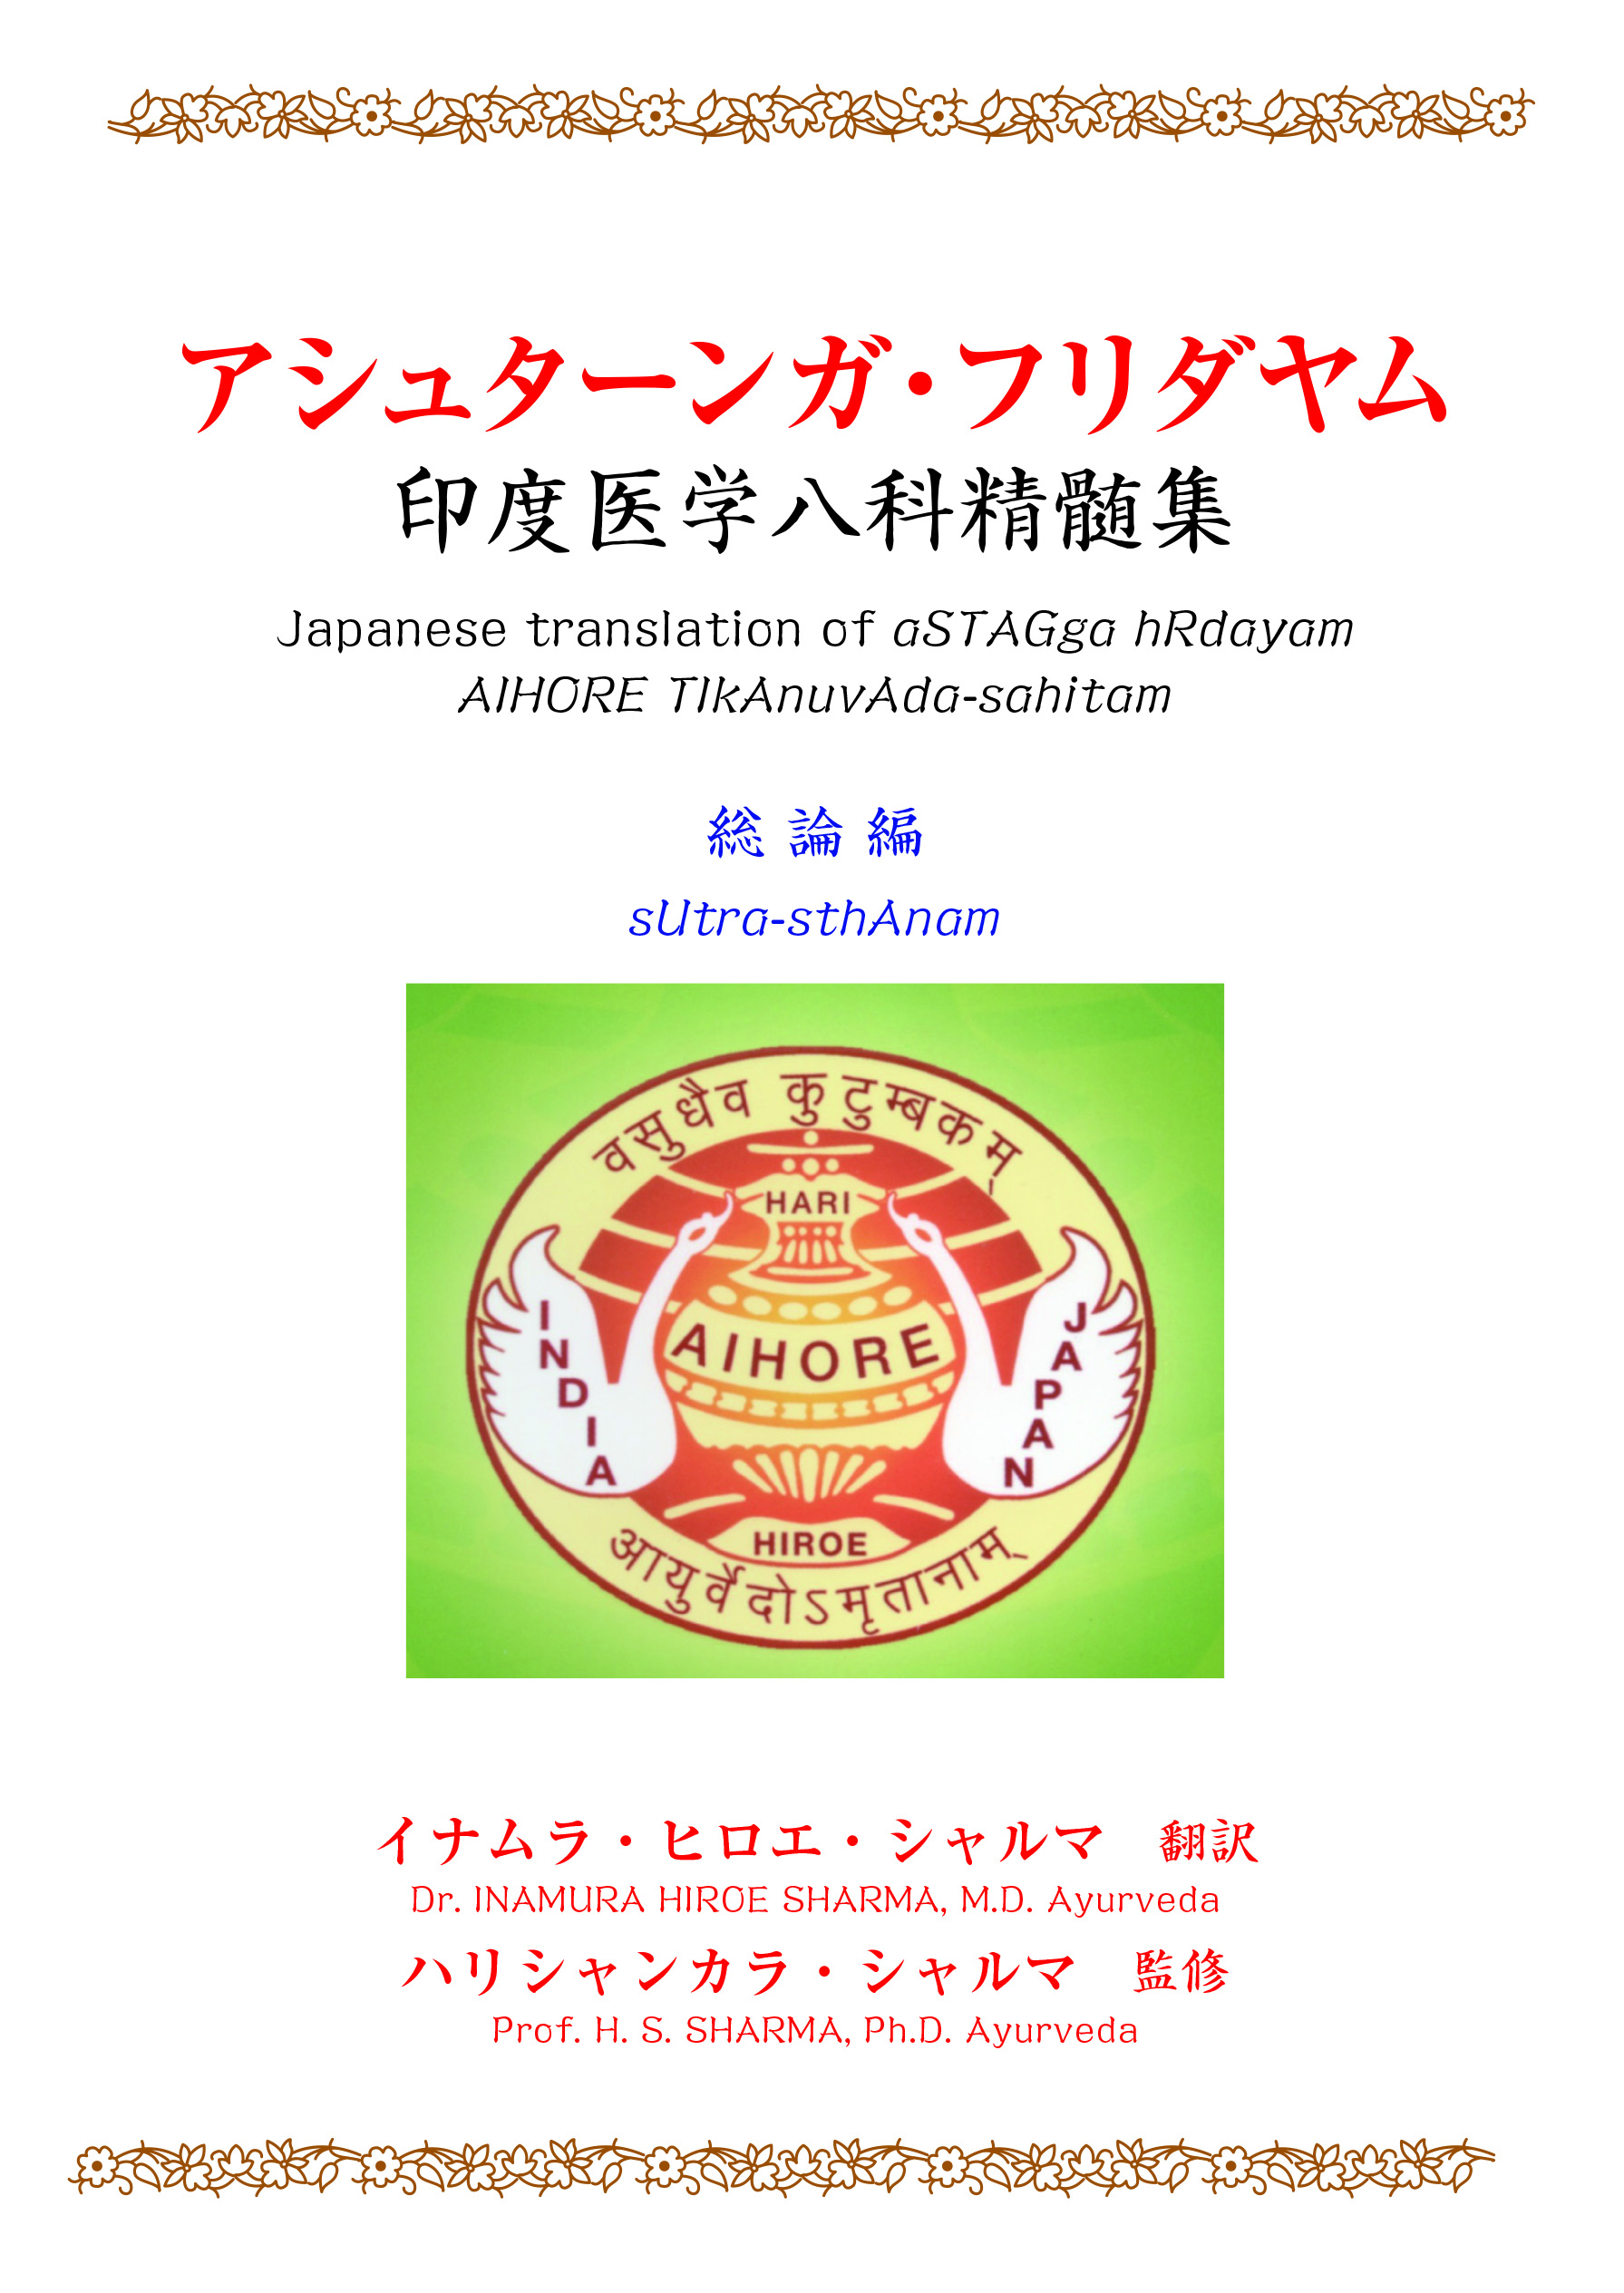 アシュターンガ・フリダヤム
印度医学八科精髄集
Japanese translation of aSTAGga hRdayam
AIHORE TIkAnuvAda-sahitam
総論編
sUtra-sthAnam
वसुधैव कुटुम्बकम्
HARI
AIHORE
INDIA
JAPAN
HIROE
आयुर्वेदोऽमृतानाम्
イナムラ・ヒロエ・シャルマ　翻訳
Dr. INAMURA HIROE SHARMA, M.D. Ayurveda
ハリシャンカラ・シャルマ　監修
Prof. H. S. SHARMA, Ph.D. Ayurveda